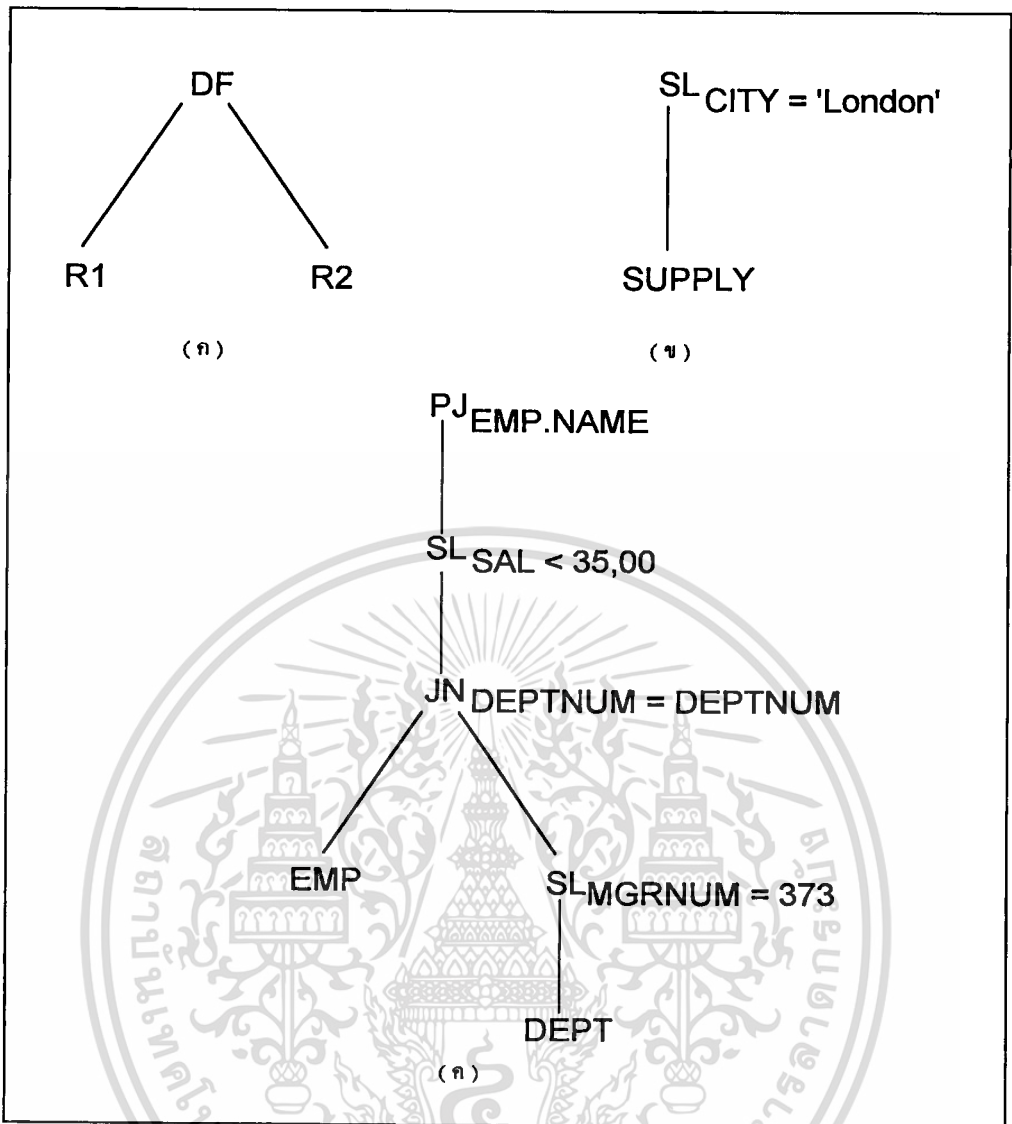 DF
R1 R2
(ก)
SL CITY = 'London'
SUPPLY
(ข)
PJ EMP.NAME
SL SAL < 35,00
JN DEPTNUM = DEPTNUM
EMP
SL MGRNUM = 373
DEPT
(ค)